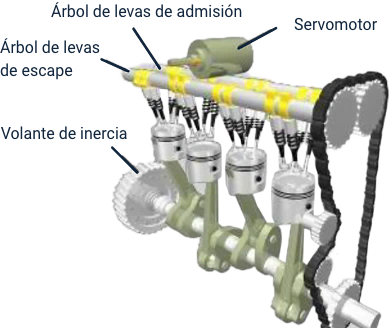 Árbol de levas de admisión
Servomotor
Árbol de levas
de escape
Volante de inercia